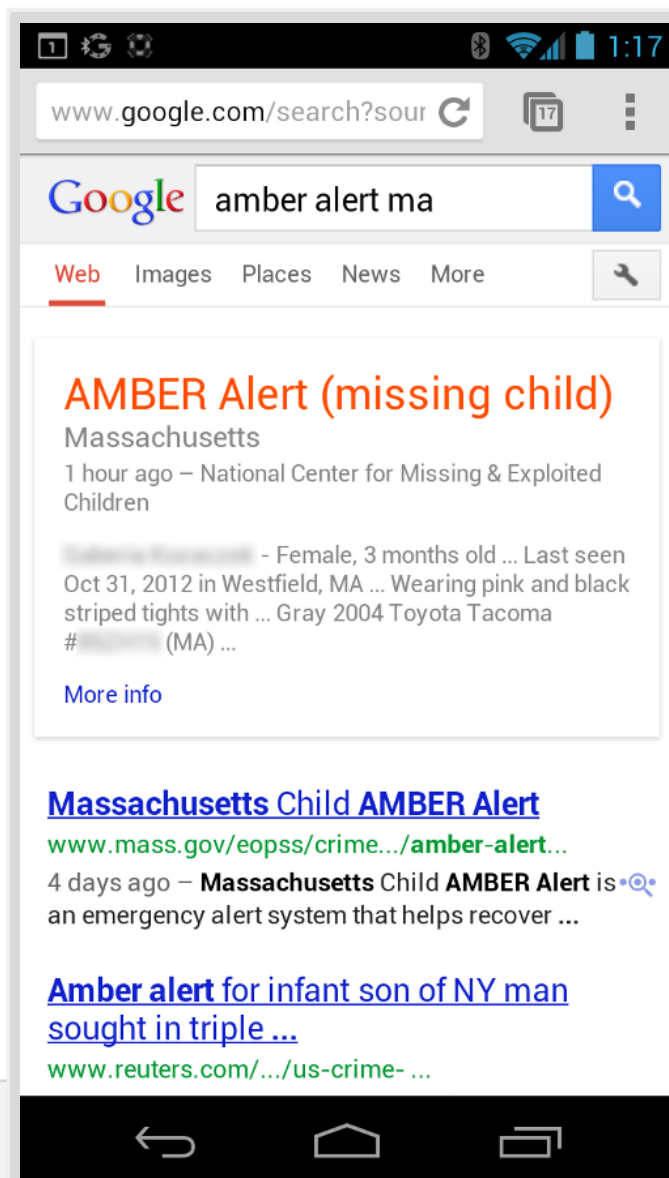 1 1:17
www.google.com/search?sour 17
Google amber alert ma
Web Images Places News More
AMBER Alert (missing child)
Massachusetts
1 hour ago – National Center for Missing & Exploited
Children
- Female, 3 months old ... Last seen
Oct 31, 2012 in Westfield, MA ... Wearing pink and black
striped tights with ... Gray 2004 Toyota Tacoma
# (MA) ...
More info
Massachusetts Child AMBER Alert
www.mass.gov/eopss/crime.../amber-alert...
4 days ago – Massachusetts Child AMBER Alert is
an emergency alert system that helps recover ...
Amber alert for infant son of NY man
sought in triple ...
www.reuters.com/.../us-crime- ...